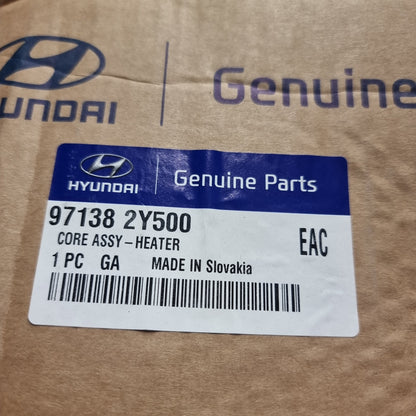 HYUNDAI
Genuine
HYUNDAI
Genuine Parts
97138 2Y500
CORE ASSY-HEATER
EAC
1 PC GA MADE IN Slovakia